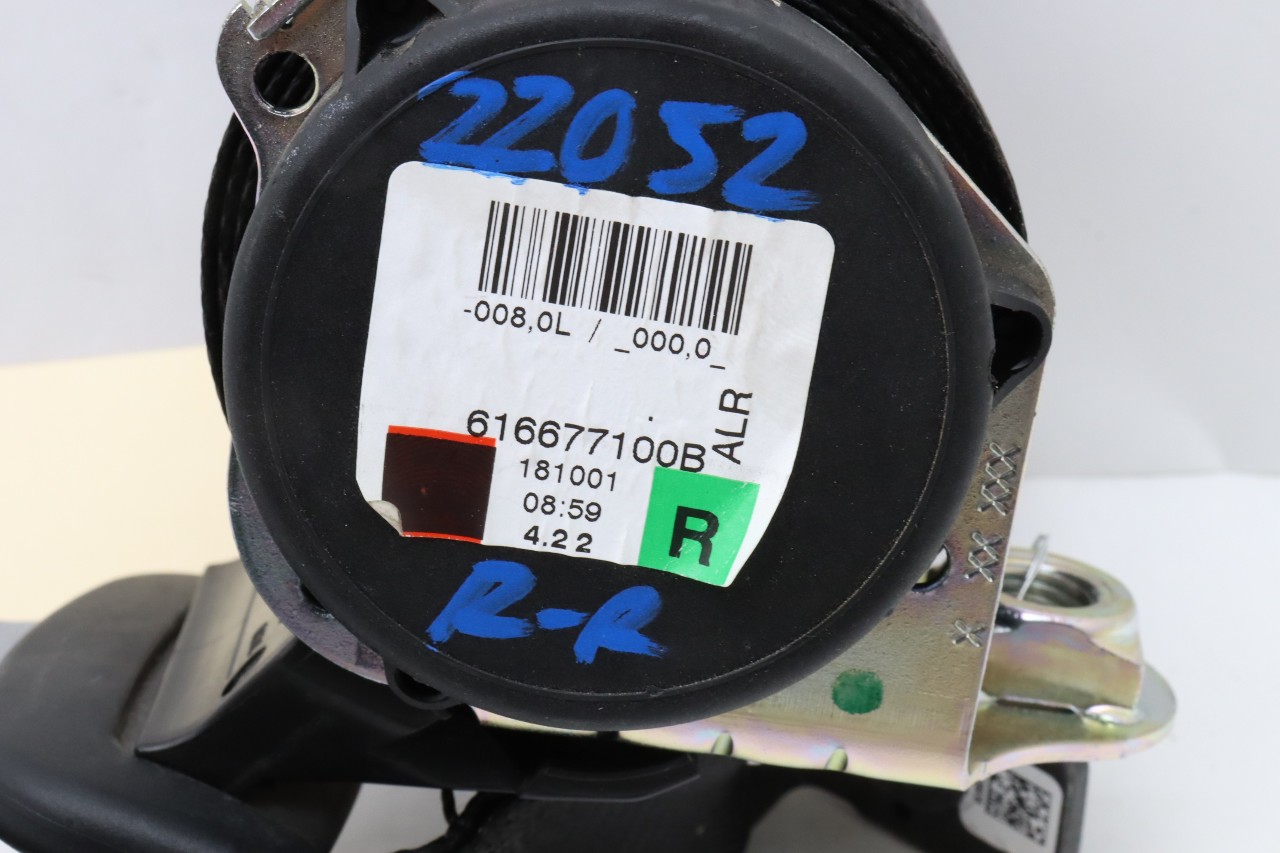 22052
-008,0L / _000,0_
ALR
616677100B
181001
08:59
4.22
R
R-R